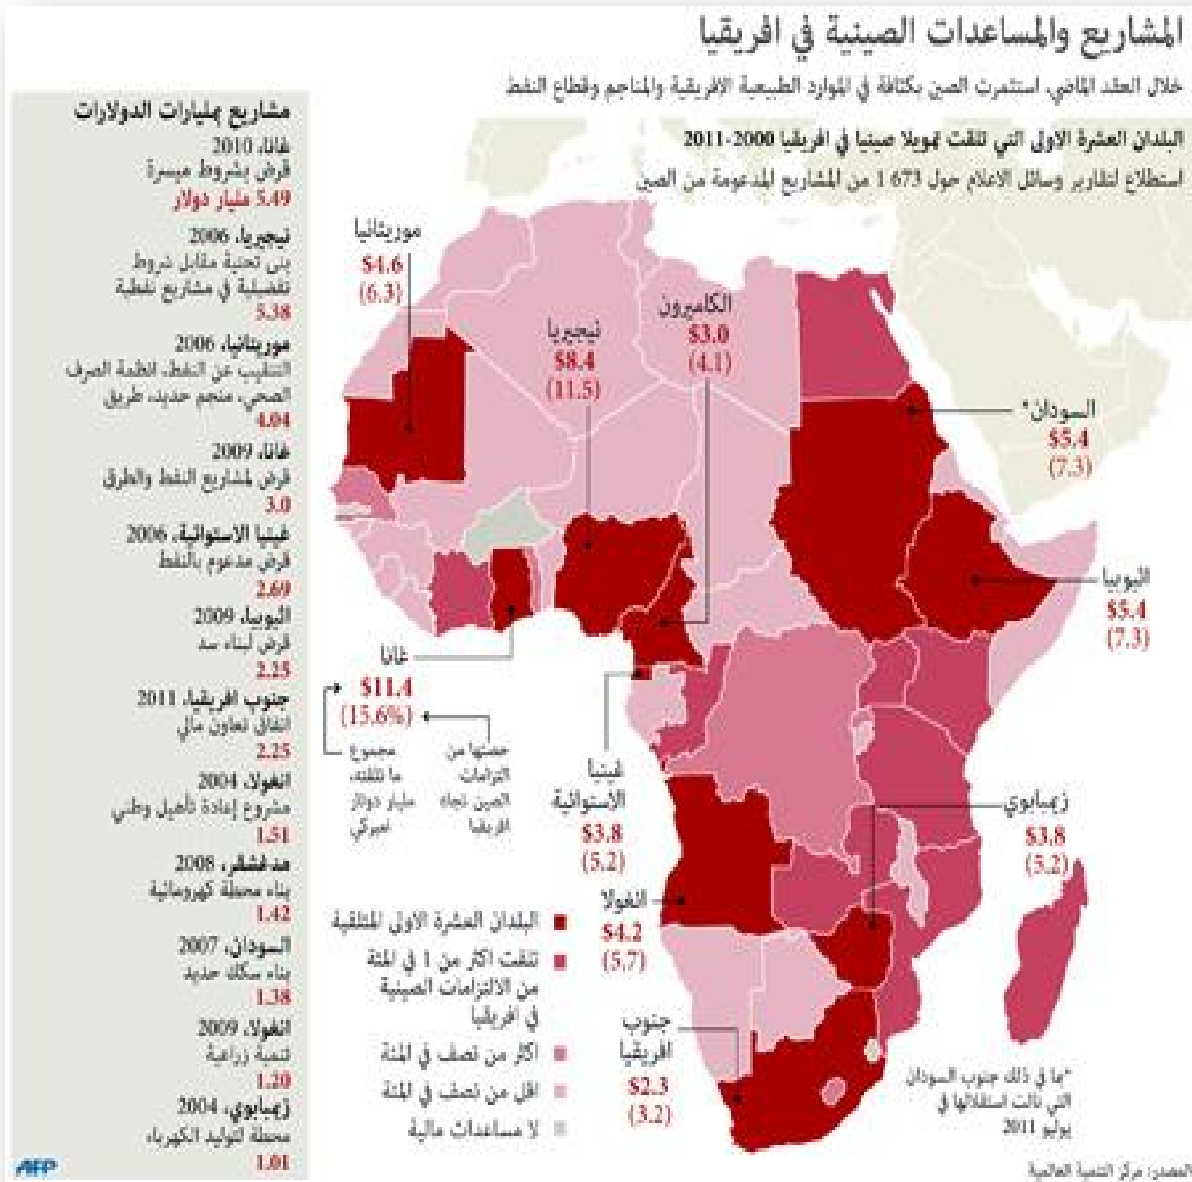 المشاريع والمساعدات الصينية في افريقيا
خلال العقد الماضي، استثمرت الصين بكثافة في الموارد الطبيعية الافريقية والمناجم وقطاع النفط
البلدان العشرة الاولى التي تلقت تمويلا صينيا في افريقيا 2000-2011
استطلاع لتقارير وسائل الاعلام حول 1 673 من المشاريع المدعومة من الصين
موريتانيا
$4.6
(6.3)
نيجيريا
$8.4
(11.5)
الكاميرون
$3.0
(4.1)
السودان*
$5.4
(7.3)
اثيوبيا
$5.4
(7.3)
غانا
$11.4
(15.6%)
مجموع
ما تلقته،
مليار دولار
اميركي
حصتها من
التزامات
الصين تجاه
افريقيا
غينيا
الاستوائية
$3.8
(5.2)
زيمبابوي
$3.8
(5.2)
انغولا
$4.2
(5.7)
جنوب
افريقيا
$2.3
(3.2)
البلدان العشرة الاولى المتلقية
تلقت اكثر من 1 في المئة
من الالتزامات الصينية
في افريقيا
اكثر من نصف في المئة
اقل من نصف في المئة
لا مساعدات مالية
*بما في ذلك جنوب السودان
التي نالت استقلالها في
يوليو 2011
المصدر: مركز التنمية العالمية
مشاريع بمليارات الدولارات
غانا، 2010
قرض بشروط ميسرة
5.49 مليار دولار
نيجيريا، 2006
بنى تحتية مقابل شروط
تفضيلية في مشاريع نفطية
5.38
موريتانيا، 2006
التنقيب عن النفط، انظمة الصرف
الصحي، منجم حديد، طريق
4.04
غانا، 2009
قرض لمشاريع النفط والطرق
3.0
غينيا الاستوائية، 2006
قرض مدعوم بالنفط
2.69
اثيوبيا، 2009
قرض لبناء سد
2.25
جنوب افريقيا، 2011
اتفاق تعاون مالي
2.25
انغولا، 2004
مشروع إعادة تأهيل وطني
1.51
مدغشقر، 2008
بناء محطة كهرومائية
1.42
السودان، 2007
بناء سكك حديد
1.38
انغولا، 2009
تنمية زراعية
1.20
زيمبابوي، 2004
محطة لتوليد الكهرباء
1.01
AFP